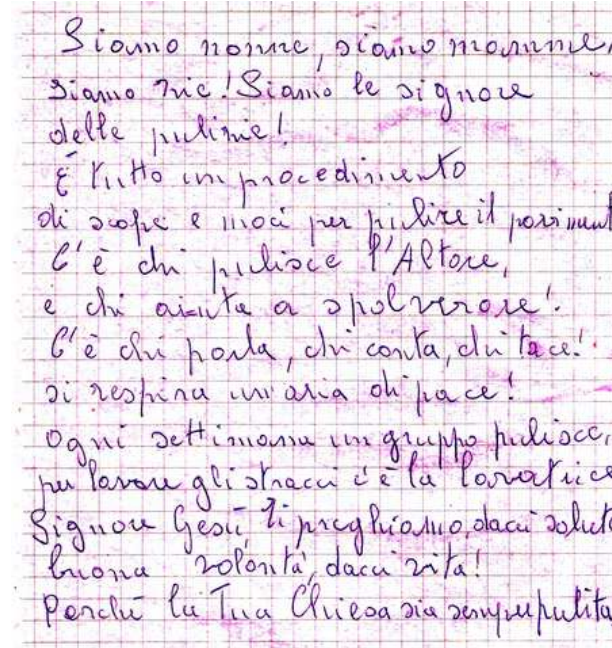 Siamo nonne, siamo mamme,
siamo zie! Siamo le signore
delle pulizie!
È tutto un procedimento
di scope e moci per pulire il paviment
C'è chi pulisce l'Altare,
e chi aiuta a spolverare!
C'è chi parla, chi canta, chi tace!
si respira un'aria di pace!
Ogni settimana un gruppo pulisce,
per lavare gli stracci c'è la lavatrice
Signore Gesù, Ti preghiamo, dacci salute
buona volontà, dacci vita!
Perché la Tua Chiesa sia sempre pulita